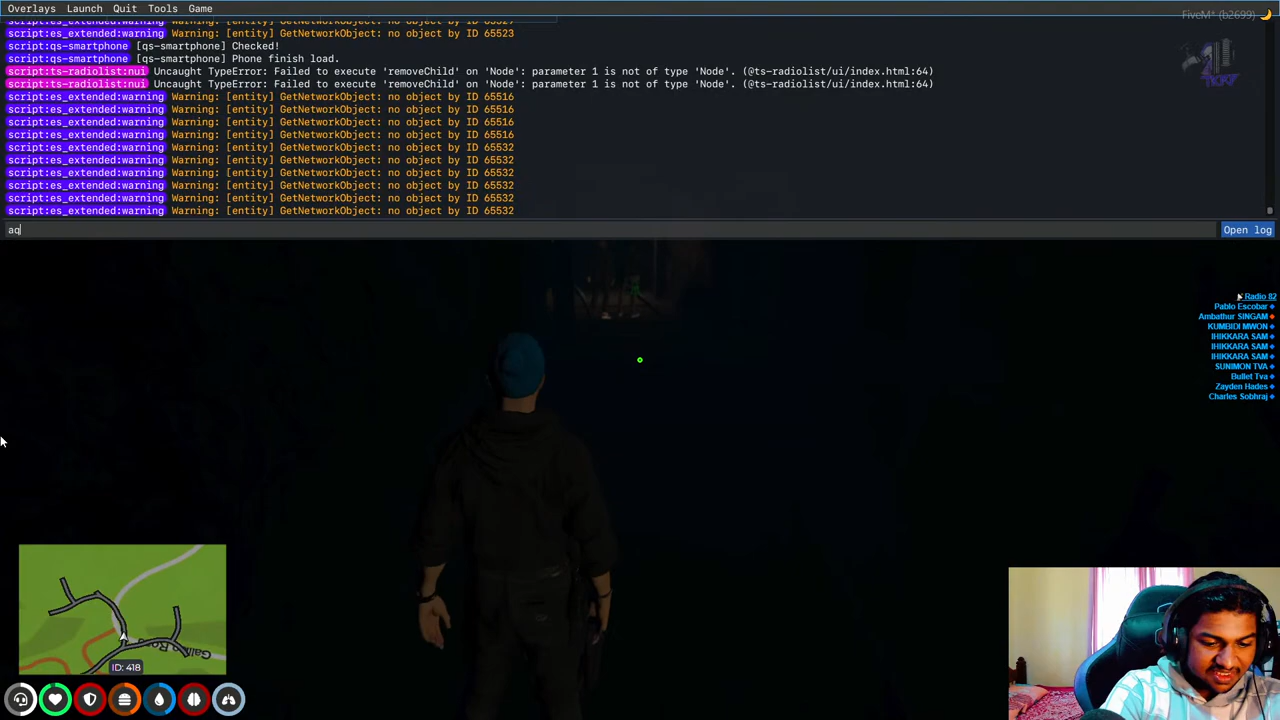 Overlays Launch Quit Tools Game
FiveM* (b2699)
script:es_extended:warning Warning: [entity] GetNetworkObject: no object by ID 65523
script:qs-smartphone [qs-smartphone] Checked!
script:qs-smartphone [qs-smartphone] Phone finish load.
script:ts-radiolist:nui Uncaught TypeError: Failed to execute 'removeChild' on 'Node': parameter 1 is not of type 'Node'. (@ts-radiolist/ui/index.html:64)
script:ts-radiolist:nui Uncaught TypeError: Failed to execute 'removeChild' on 'Node': parameter 1 is not of type 'Node'. (@ts-radiolist/ui/index.html:64)
script:es_extended:warning Warning: [entity] GetNetworkObject: no object by ID 65516
script:es_extended:warning Warning: [entity] GetNetworkObject: no object by ID 65516
script:es_extended:warning Warning: [entity] GetNetworkObject: no object by ID 65516
script:es_extended:warning Warning: [entity] GetNetworkObject: no object by ID 65516
script:es_extended:warning Warning: [entity] GetNetworkObject: no object by ID 65532
script:es_extended:warning Warning: [entity] GetNetworkObject: no object by ID 65532
script:es_extended:warning Warning: [entity] GetNetworkObject: no object by ID 65532
script:es_extended:warning Warning: [entity] GetNetworkObject: no object by ID 65532
script:es_extended:warning Warning: [entity] GetNetworkObject: no object by ID 65532
script:es_extended:warning Warning: [entity] GetNetworkObject: no object by ID 65532
aq
Open log
Radio 82
Pablo Escobar
Ambathur SINGAM
KUMBIDI MWON
IHIKKARA SAM
IHIKKARA SAM
IHIKKARA SAM
SUNIMON TVA
Bullet Tva
Zayden Hades
Charles Sobhraj
ID: 418